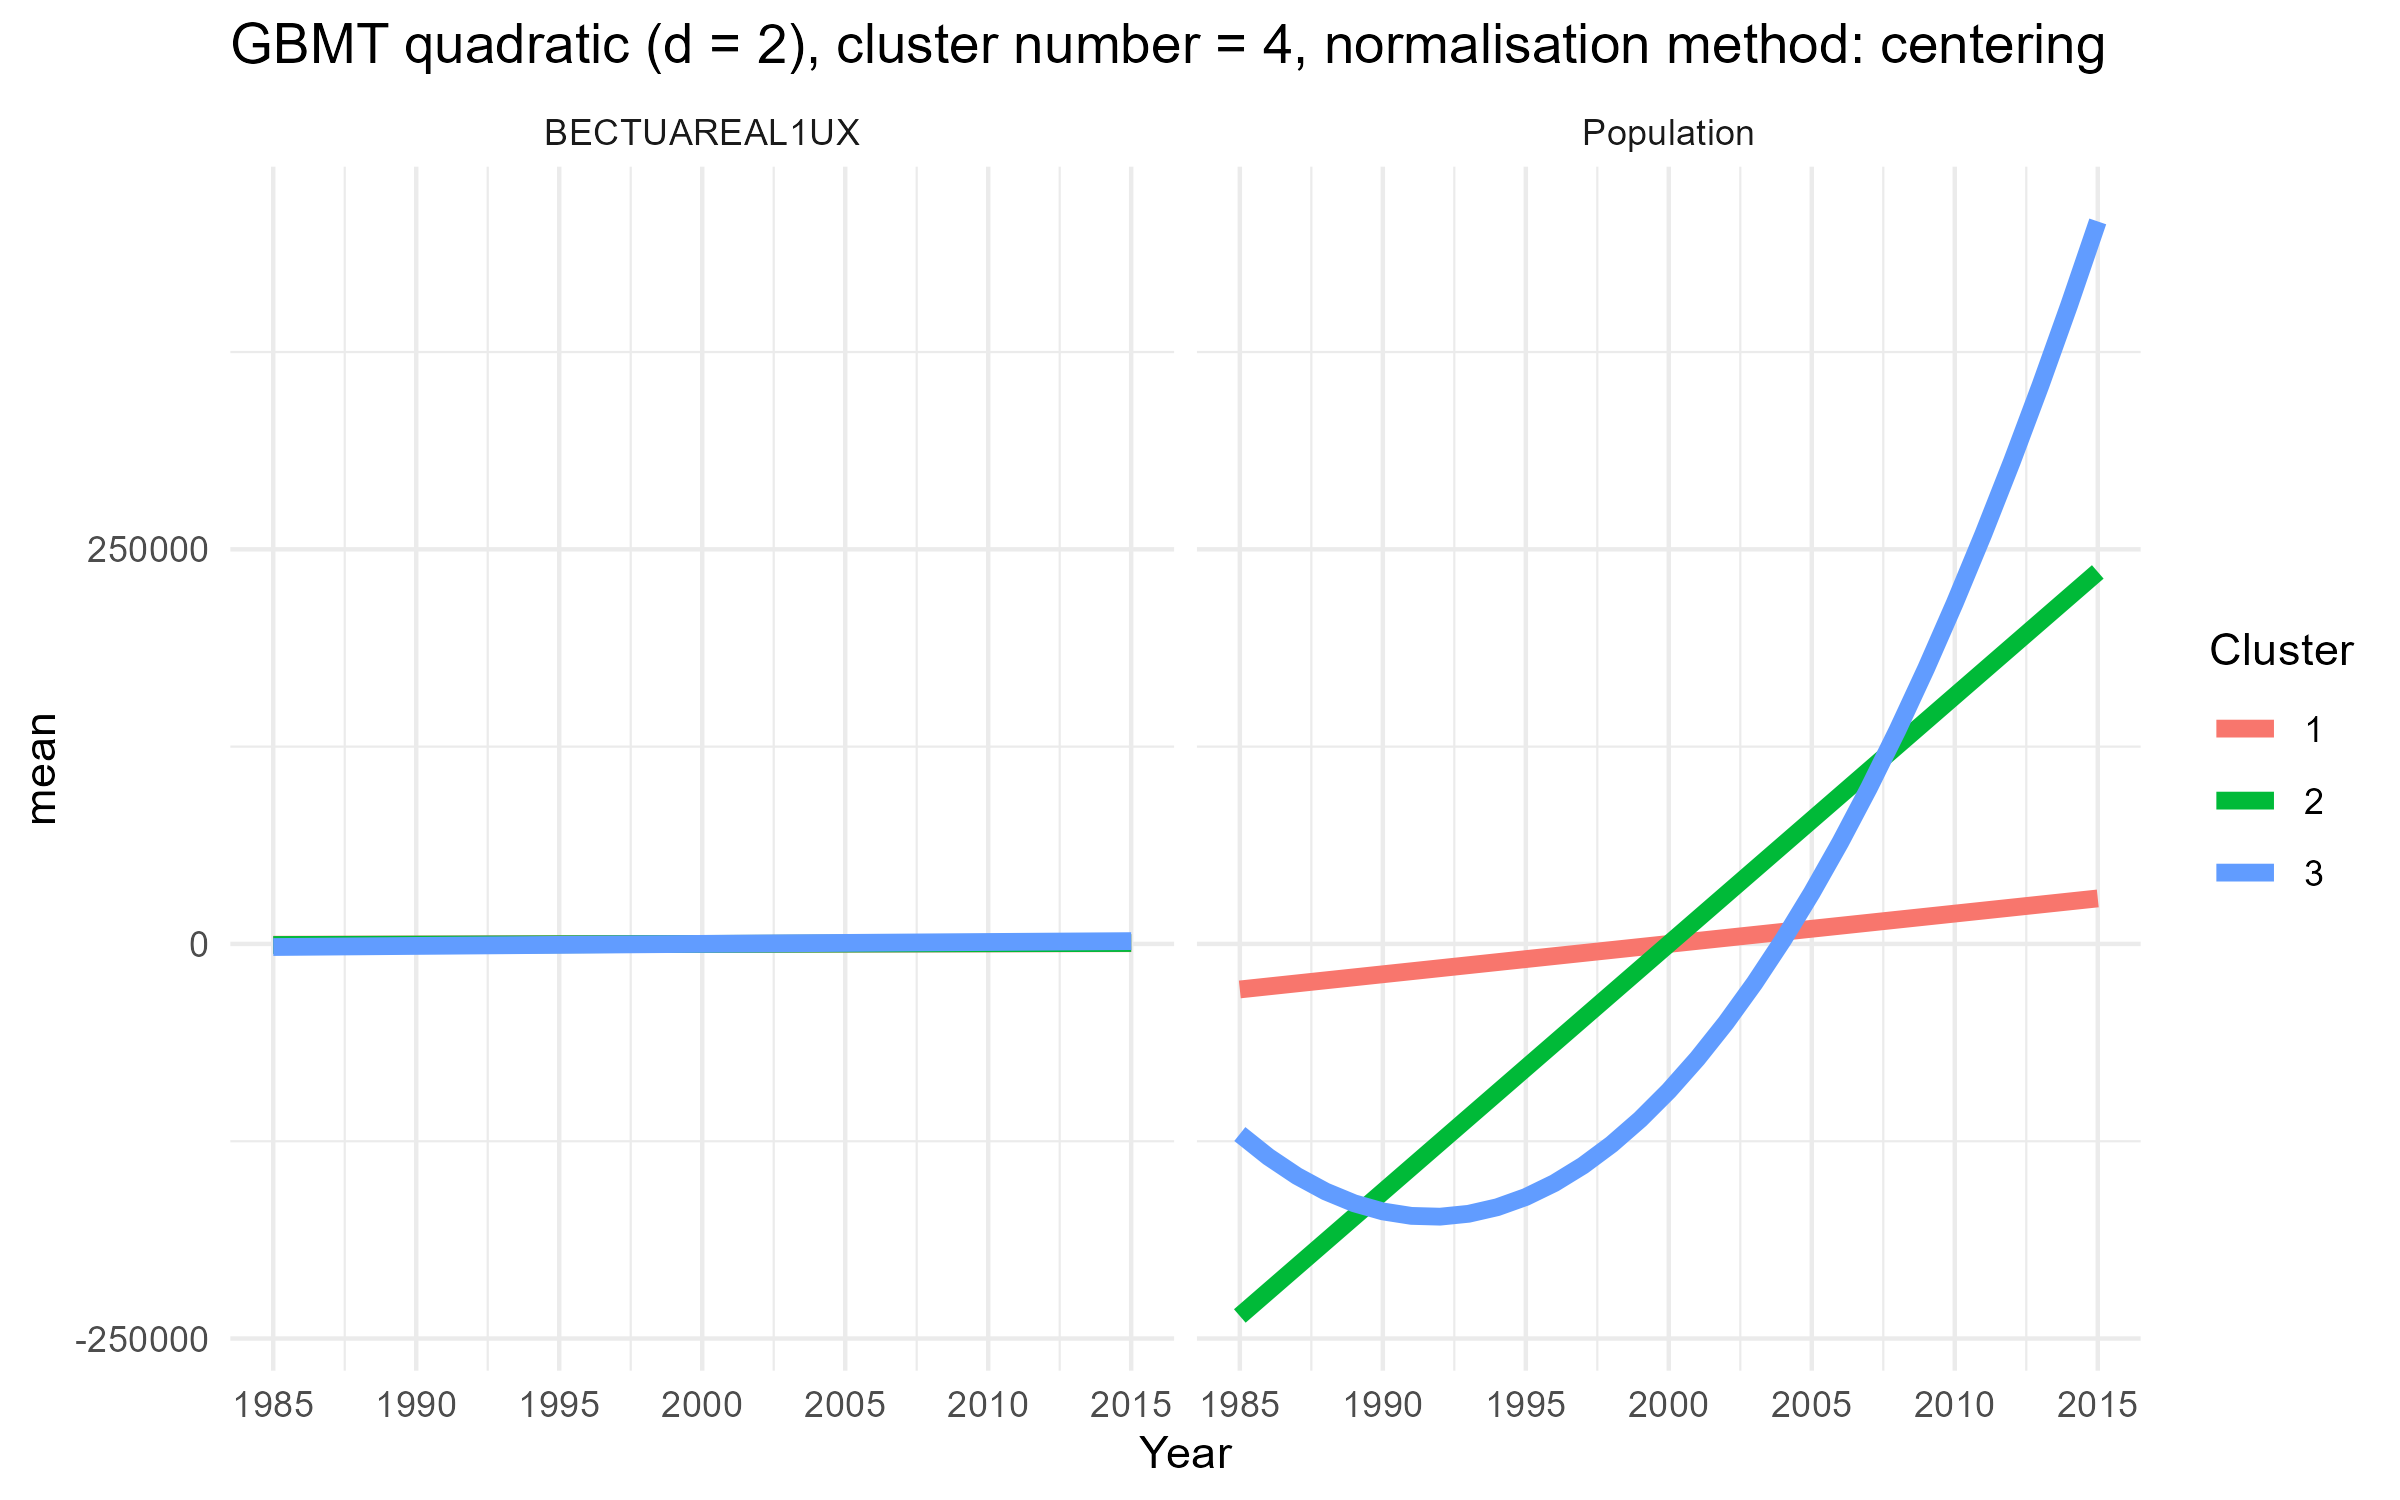 GBMT quadratic (d = 2), cluster number = 4, normalisation method: centering
BECTUAREAL1UX
Population
250000
0
-250000
mean
1985 1990 1995 2000 2005 2010 2015
1985 1990 1995 2000 2005 2010 2015
Year
Cluster
1
2
3